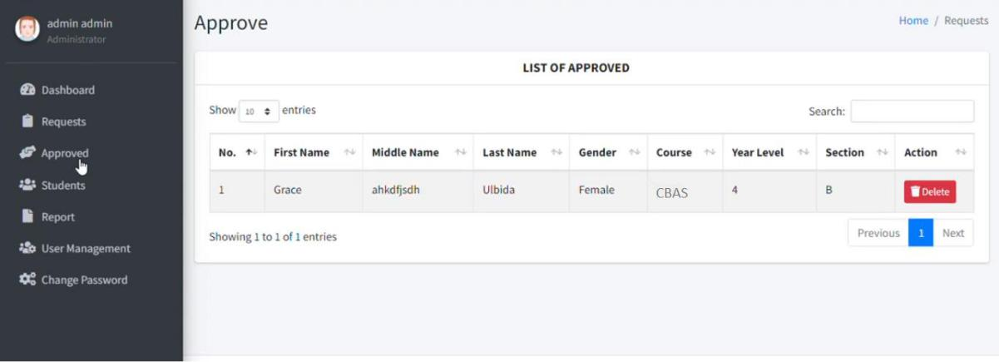 admin admin
Administrator
Dashboard
Requests
Approved
Students
Report
User Management
Change Password
Approve
Home / Requests
LIST OF APPROVED
Show 10 entries
Search:
No. First Name Middle Name Last Name Gender Course Year Level Section Action
1 Grace ahkdfjsdh Ulbida Female CBAS 4 B Delete
Showing 1 to 1 of 1 entries
Previous 1 Next